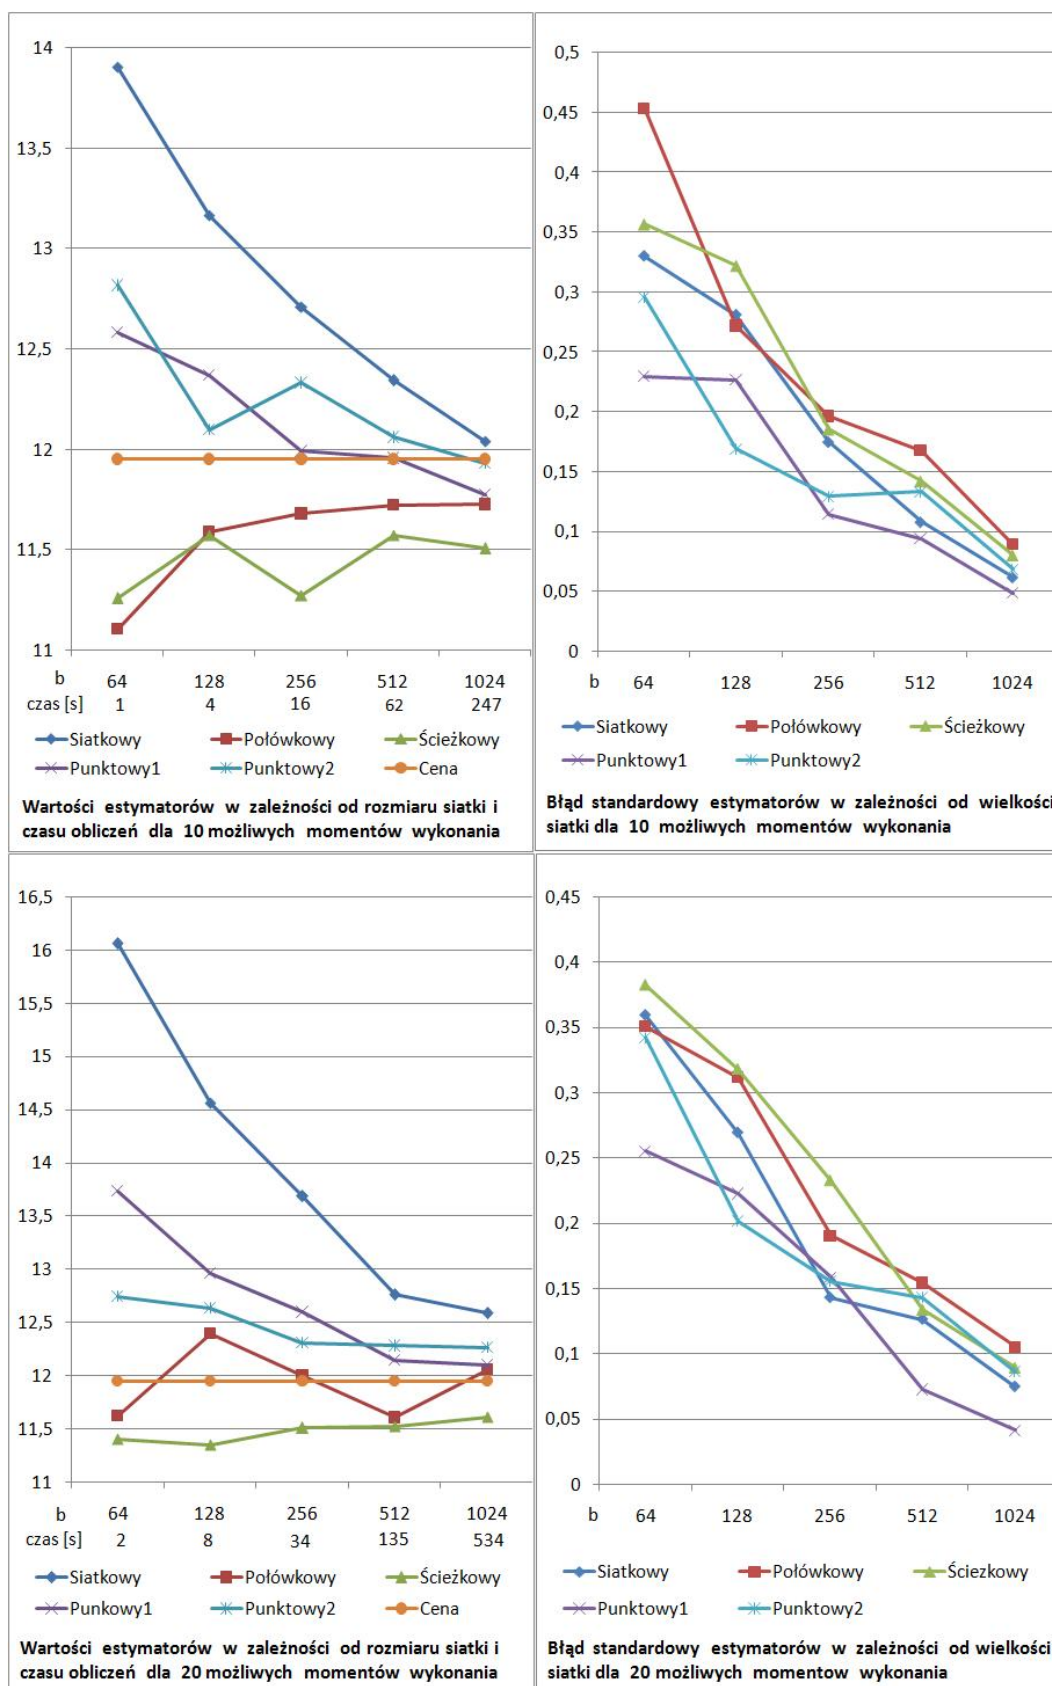 14
13,5
13
12,5
12
11,5
11
b 64 128 256 512 1024
czas [s] 1 4 16 62 247
Siatkowy Połówkowy Ścieżkowy
Punktowy1 Punktowy2 Cena
Wartości estymatorów w zależności od rozmiaru siatki i
czasu obliczeń dla 10 możliwych momentów wykonania
0,5
0,45
0,4
0,35
0,3
0,25
0,2
0,15
0,1
0,05
0
b 64 128 256 512 1024
Siatkowy Połówkowy Ścieżkowy
Punktowy1 Punktowy2
Błąd standardowy estymatorów w zależności od wielkości
siatki dla 10 możliwych momentów wykonania
16,5
16
15,5
15
14,5
14
13,5
13
12,5
12
11,5
11
b 64 128 256 512 1024
czas [s] 2 8 34 135 534
Siatkowy Połówkowy Ścieżkowy
Punkowy1 Punktowy2 Cena
Wartości estymatorów w zależności od rozmiaru siatki i
czasu obliczeń dla 20 możliwych momentów wykonania
0,45
0,4
0,35
0,3
0,25
0,2
0,15
0,1
0,05
0
b 64 128 256 512 1024
Siatkowy Połówkowy Ściezkowy
Punktowy1 Punktowy2
Błąd standardowy estymatorów w zależności od wielkości
siatki dla 20 możliwych momentow wykonania